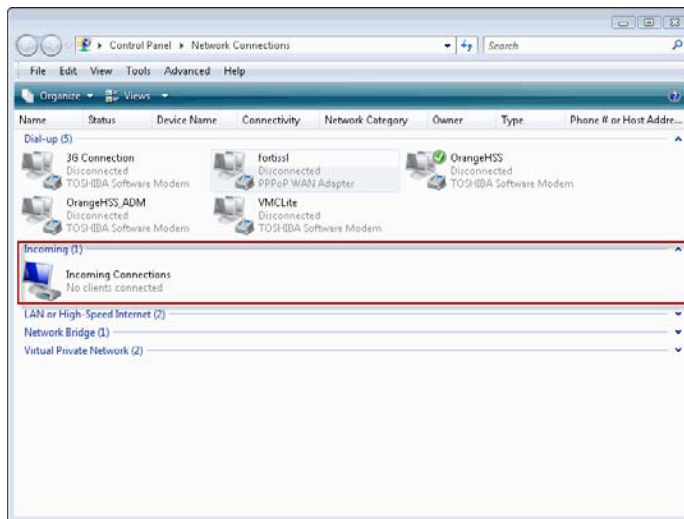 Control Panel Network Connections
Search
File Edit View Tools Advanced Help
Organize Views
Name Status Device Name Connectivity Network Category Owner Type Phone # or Host Addre...
Dial-up (5)
3G Connection
Disconnected
TOSHIBA Software Modem
fortissl
Disconnected
PPPoP WAN Adapter
OrangeHSS
Disconnected
TOSHIBA Software Modem
OrangeHSS_ADM
Disconnected
TOSHIBA Software Modem
VMCLite
Disconnected
TOSHIBA Software Modem
Incoming (1)
Incoming Connections
No clients connected
LAN or High-Speed Internet (2)
Network Bridge (1)
Virtual Private Network (2)